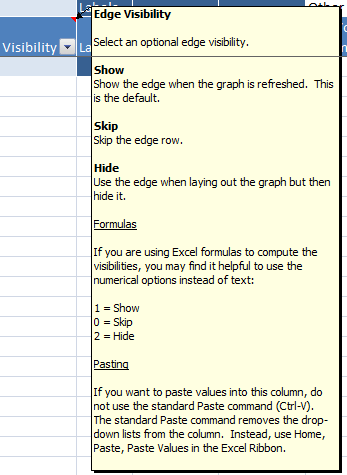 Labels
Other
Edge Visibility
Select an optional edge visibility.
Visibility
Show
Show the edge when the graph is refreshed. This
is the default.
Skip
Skip the edge row.
Hide
Use the edge when laying out the graph but then
hide it.
Formulas
If you are using Excel formulas to compute the
visibilities, you may find it helpful to use the
numerical options instead of text:
1 = Show
0 = Skip
2 = Hide
Pasting
If you want to paste values into this column, do
not use the standard Paste command (Ctrl-V).
The standard Paste command removes the drop-
down lists from the column. Instead, use Home,
Paste, Paste Values in the Excel Ribbon.